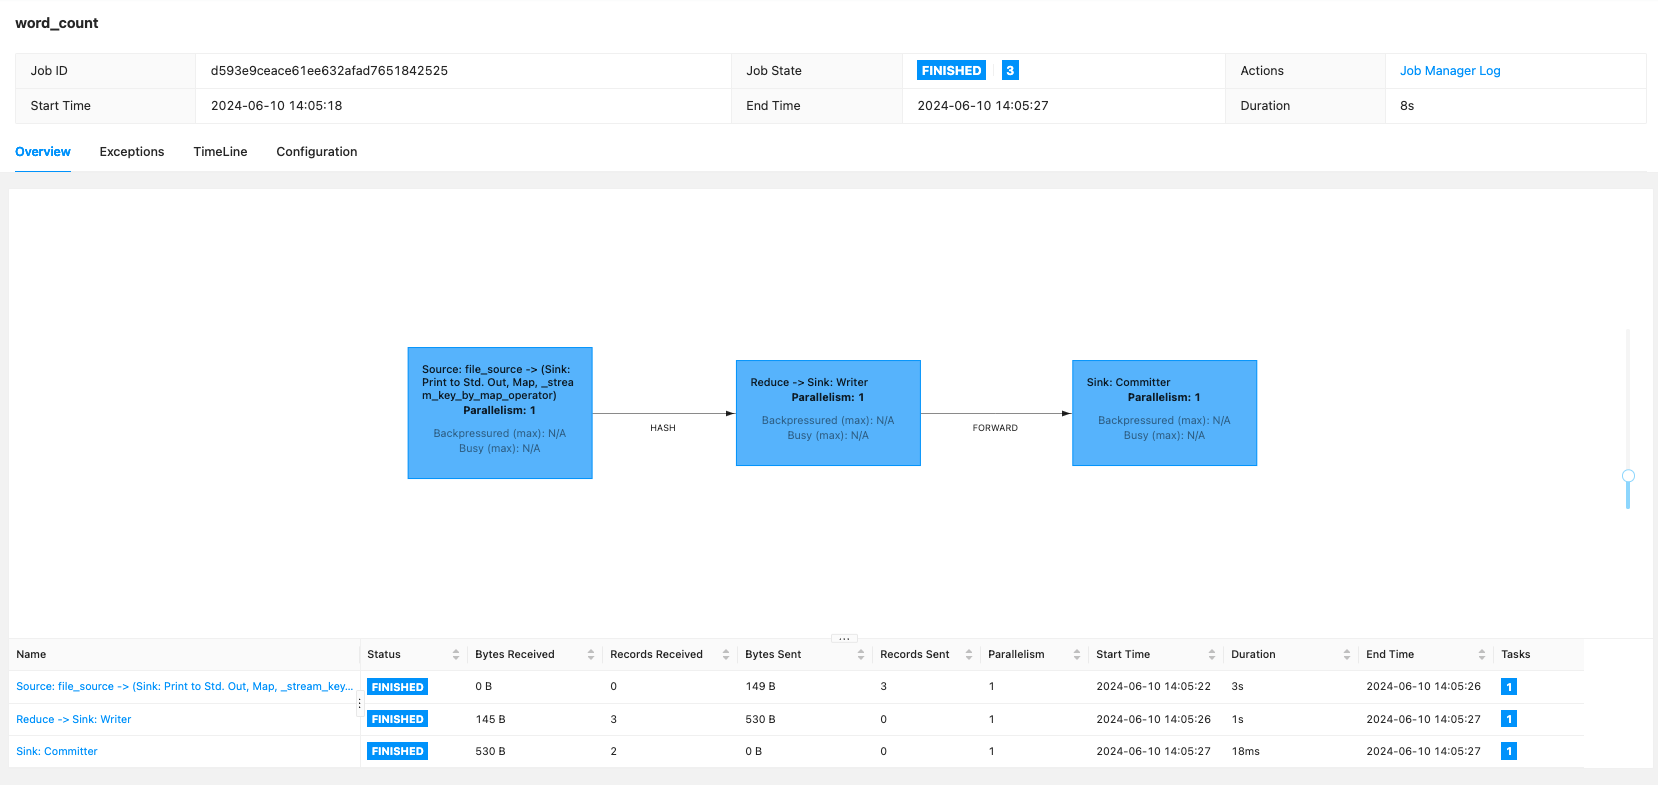 word_count
Job ID d593e9ceace61ee632afad7651842525 Job State FINISHED 3 Actions Job Manager Log
Start Time 2024-06-10 14:05:18 End Time 2024-06-10 14:05:27 Duration 8s
Overview Exceptions TimeLine Configuration
Source: file_source -> (Sink:
Print to Std. Out, Map, _strea
m_key_by_map_operator)
Parallelism: 1
Backpressured (max): N/A
Busy (max): N/A
HASH
Reduce -> Sink: Writer
Parallelism: 1
Backpressured (max): N/A
Busy (max): N/A
FORWARD
Sink: Committer
Parallelism: 1
Backpressured (max): N/A
Busy (max): N/A
Name Status Bytes Received Records Received Bytes Sent Records Sent Parallelism Start Time Duration End Time Tasks
Source: file_source -> (Sink: Print to Std. Out, Map, _stream_key... FINISHED 0 B 0 149 B 3 1 2024-06-10 14:05:22 3s 2024-06-10 14:05:26 1
Reduce -> Sink: Writer FINISHED 145 B 3 530 B 0 1 2024-06-10 14:05:26 1s 2024-06-10 14:05:27 1
Sink: Committer FINISHED 530 B 2 0 B 0 1 2024-06-10 14:05:27 18ms 2024-06-10 14:05:27 1